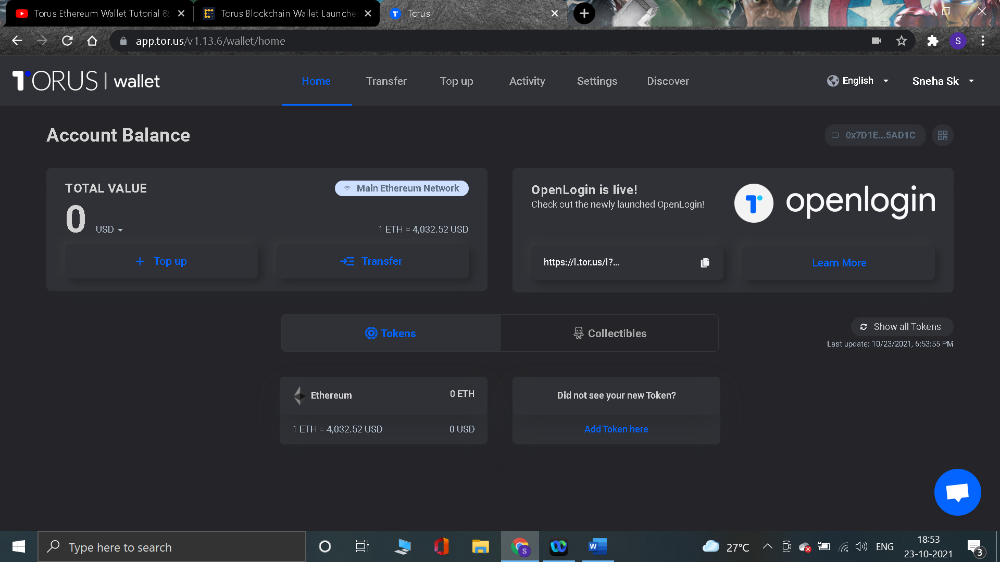 Torus Ethereum Wallet Tutorial &
Torus Blockchain Wallet Launche
Torus
app.tor.us/v1.13.6/wallet/home
S
TORUS | wallet
Home
Transfer
Top up
Activity
Settings
Discover
English
Sneha Sk
Account Balance
0x7D1E...5AD1C
TOTAL VALUE
Main Ethereum Network
0 USD
1 ETH = 4,032.52 USD
+ Top up
Transfer
OpenLogin is live!
Check out the newly launched OpenLogin!
openlogin
https://l.tor.us/l?...
Learn More
Tokens
Collectibles
Show all Tokens
Last update: 10/23/2021, 6:53:55 PM
Ethereum
0 ETH
1 ETH = 4,032.52 USD
0 USD
Did not see your new Token?
Add Token here
Type here to search
S
W
27°C
ENG
18:53
23-10-2021
3